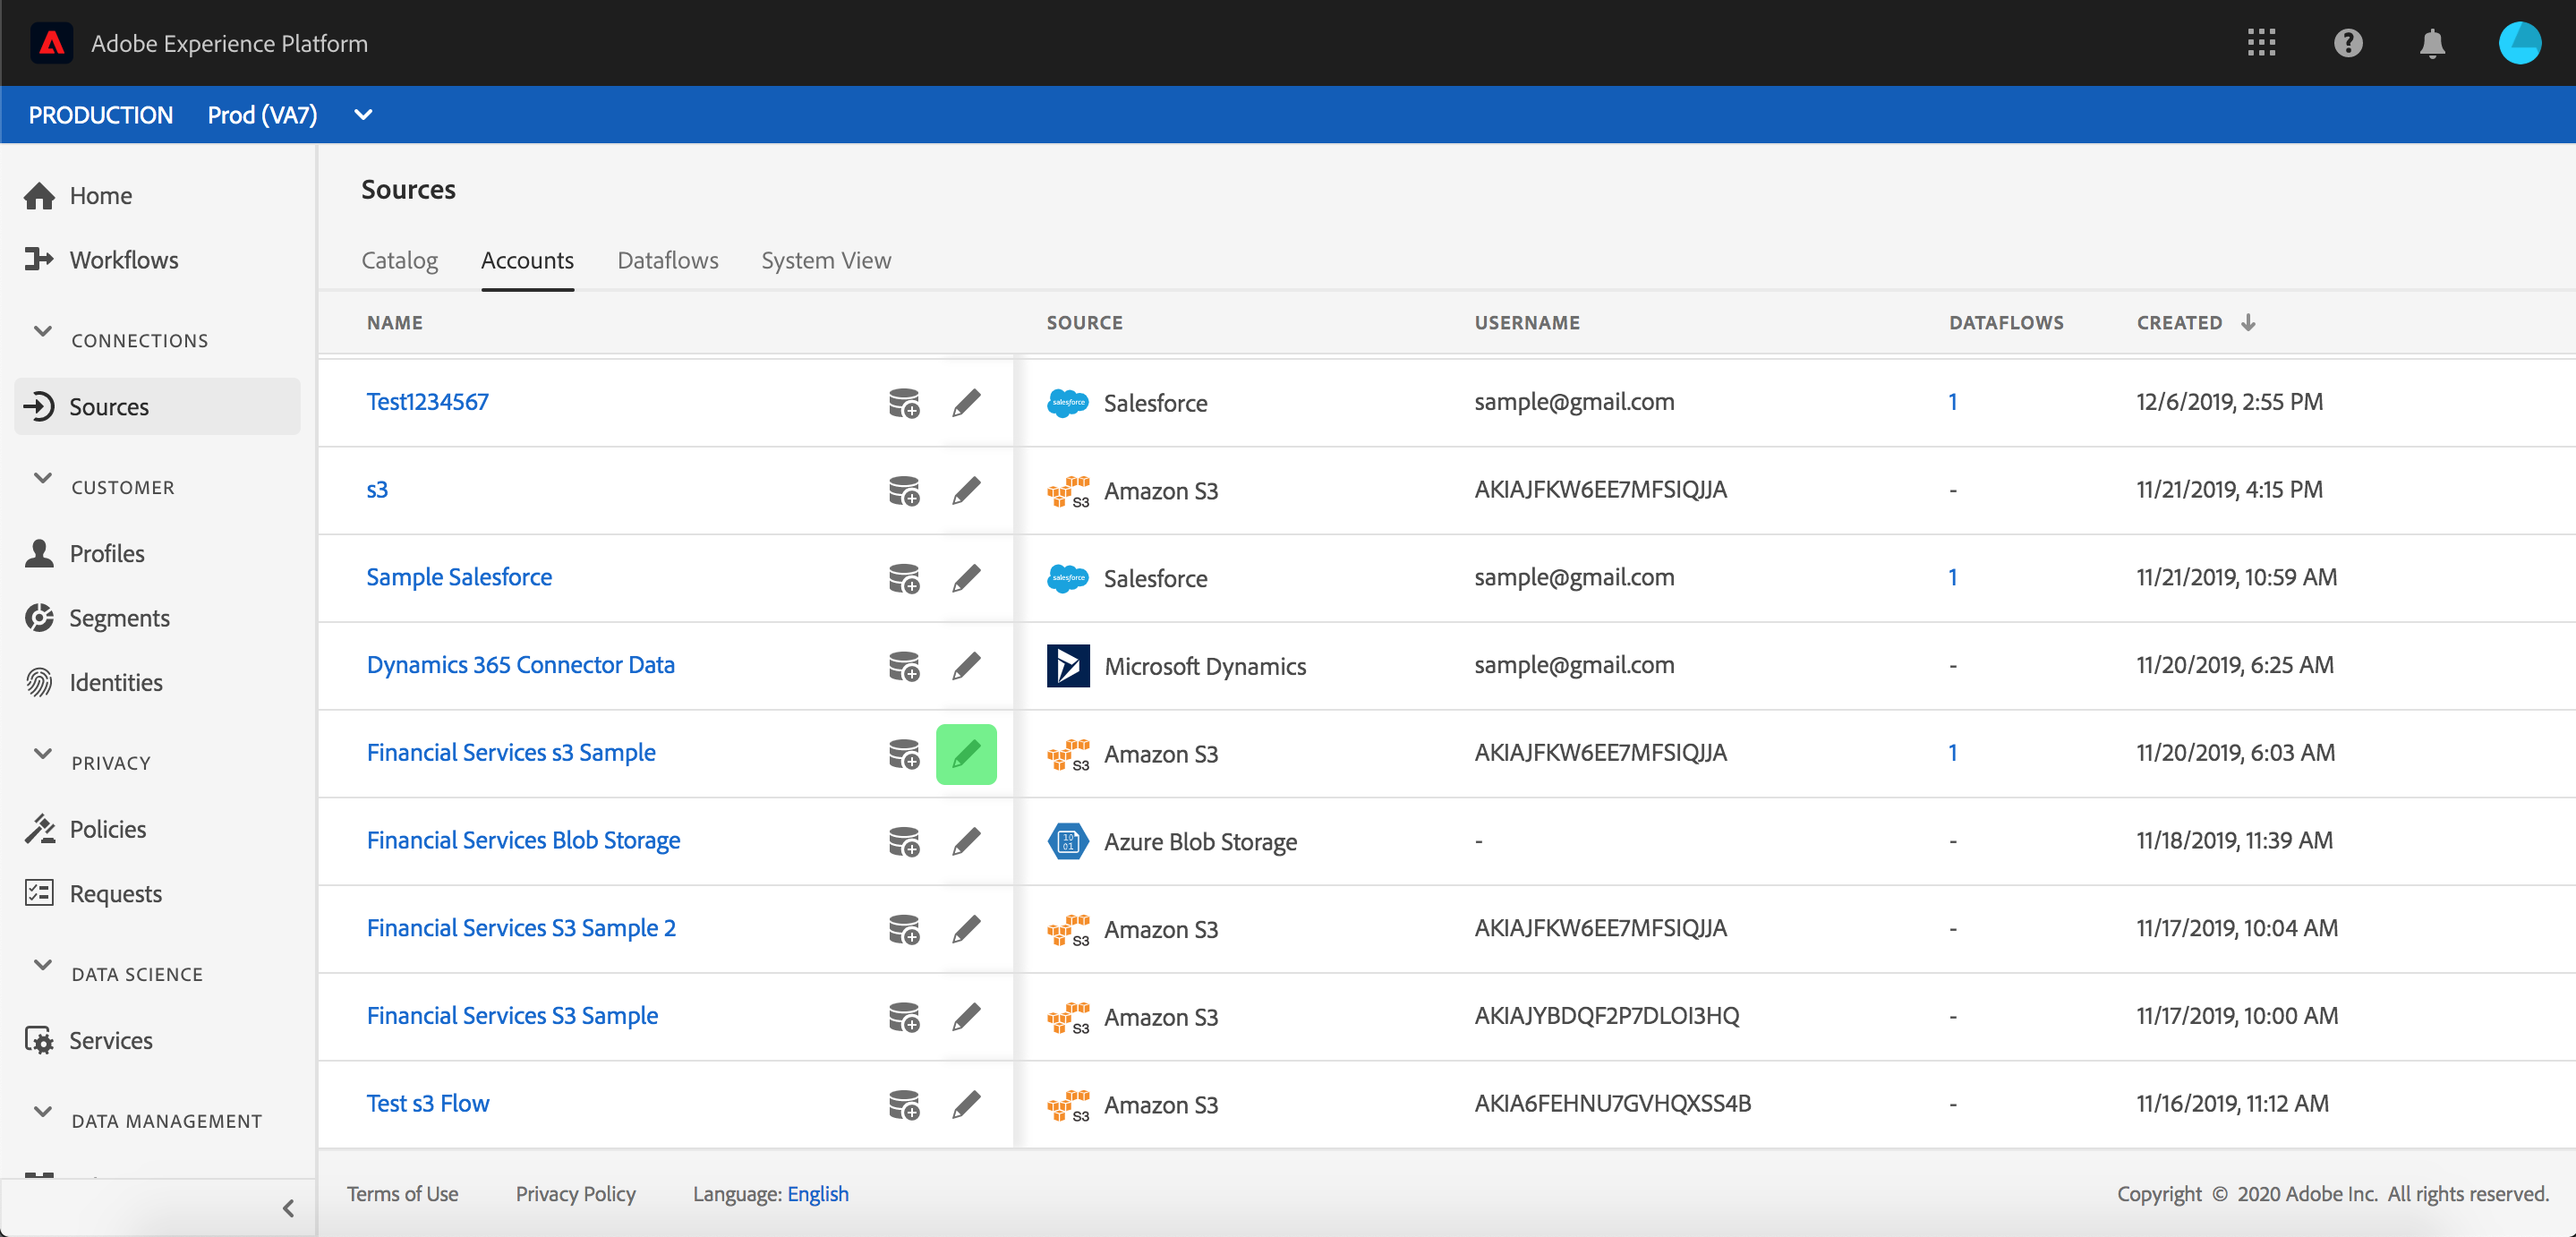 Adobe Experience Platform
PRODUCTION Prod (VA7)
Home
Workflows
CONNECTIONS
Sources
CUSTOMER
Profiles
Segments
Identities
PRIVACY
Policies
Requests
DATA SCIENCE
Services
DATA MANAGEMENT
Sources
Catalog Accounts Dataflows System View
NAME SOURCE USERNAME DATAFLOWS CREATED
Test1234567 salesforce Salesforce sample@gmail.com 1 12/6/2019, 2:55 PM
s3 S3 Amazon S3 AKIAJFKW6EE7MFSIQJJA - 11/21/2019, 4:15 PM
Sample Salesforce salesforce Salesforce sample@gmail.com 1 11/21/2019, 10:59 AM
Dynamics 365 Connector Data Microsoft Dynamics sample@gmail.com - 11/20/2019, 6:25 AM
Financial Services s3 Sample S3 Amazon S3 AKIAJFKW6EE7MFSIQJJA 1 11/20/2019, 6:03 AM
Financial Services Blob Storage 10 01 Azure Blob Storage - - 11/18/2019, 11:39 AM
Financial Services S3 Sample 2 S3 Amazon S3 AKIAJFKW6EE7MFSIQJJA - 11/17/2019, 10:04 AM
Financial Services S3 Sample S3 Amazon S3 AKIAJYBDQF2P7DLOI3HQ - 11/17/2019, 10:00 AM
Test s3 Flow S3 Amazon S3 AKIA6FEHNU7GVHQXSS4B - 11/16/2019, 11:12 AM
Terms of Use Privacy Policy Language: English Copyright © 2020 Adobe Inc. All rights reserved.